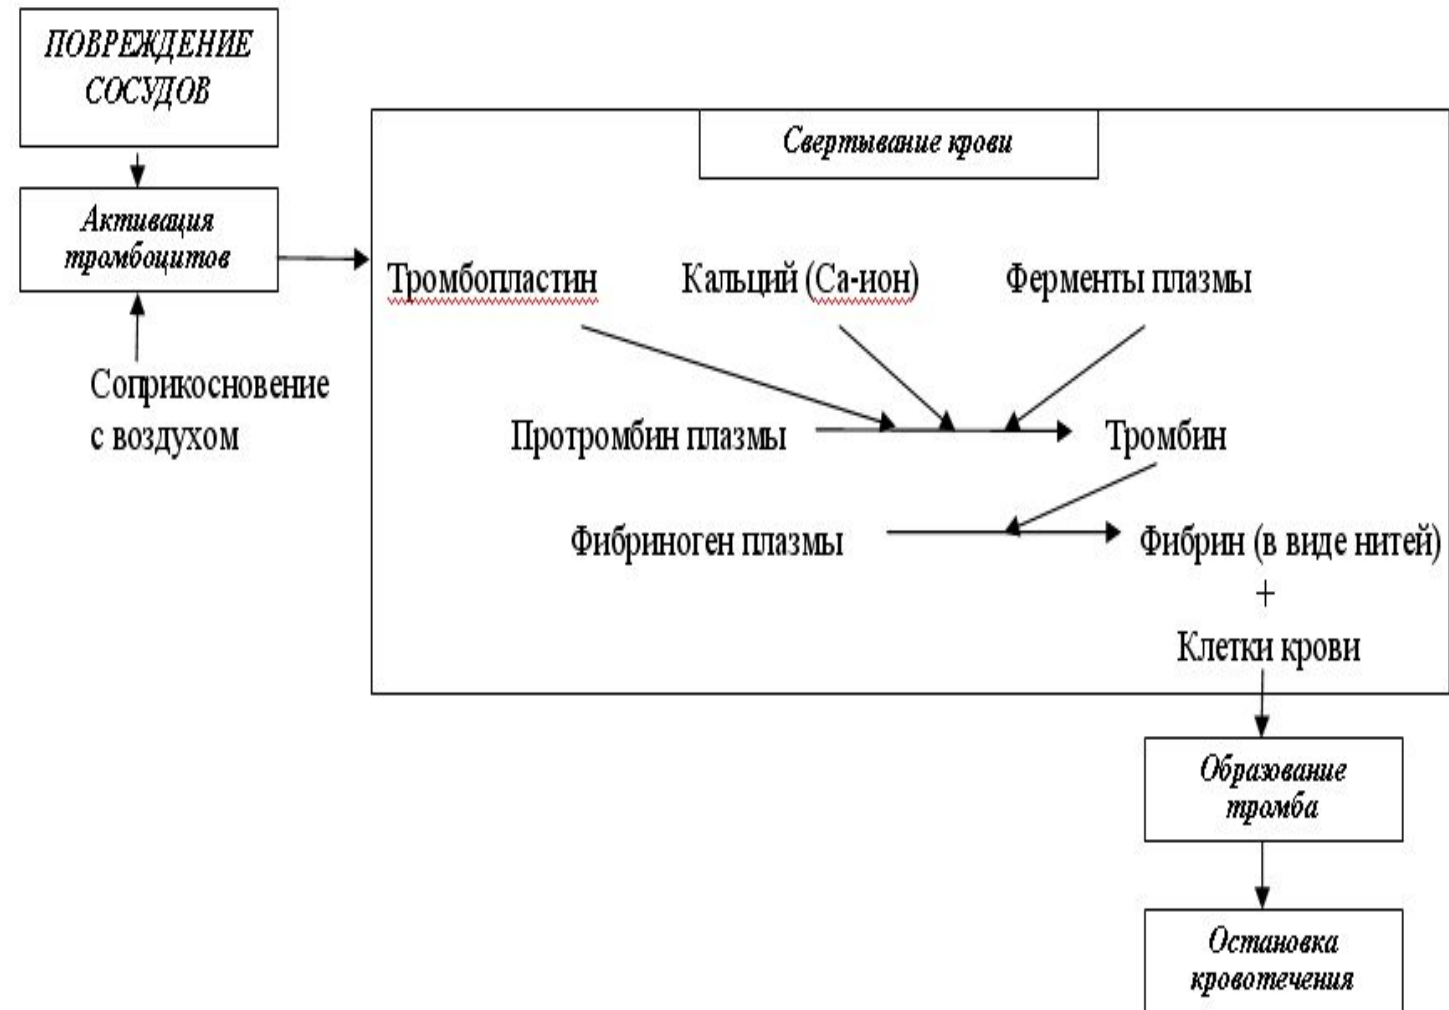 ПОВРЕЖДЕНИЕ
СОСУДОВ
Свертывание крови
Активация
тромбоцитов
Тромбопластин
Кальций (Са-ион)
Ферменты плазмы
Соприкосновение
с воздухом
Протромбин плазмы
Тромбин
Фибриноген плазмы
Фибрин (в виде нитей)
+
Клетки крови
Образование
тромба
Остановка
кровотечения